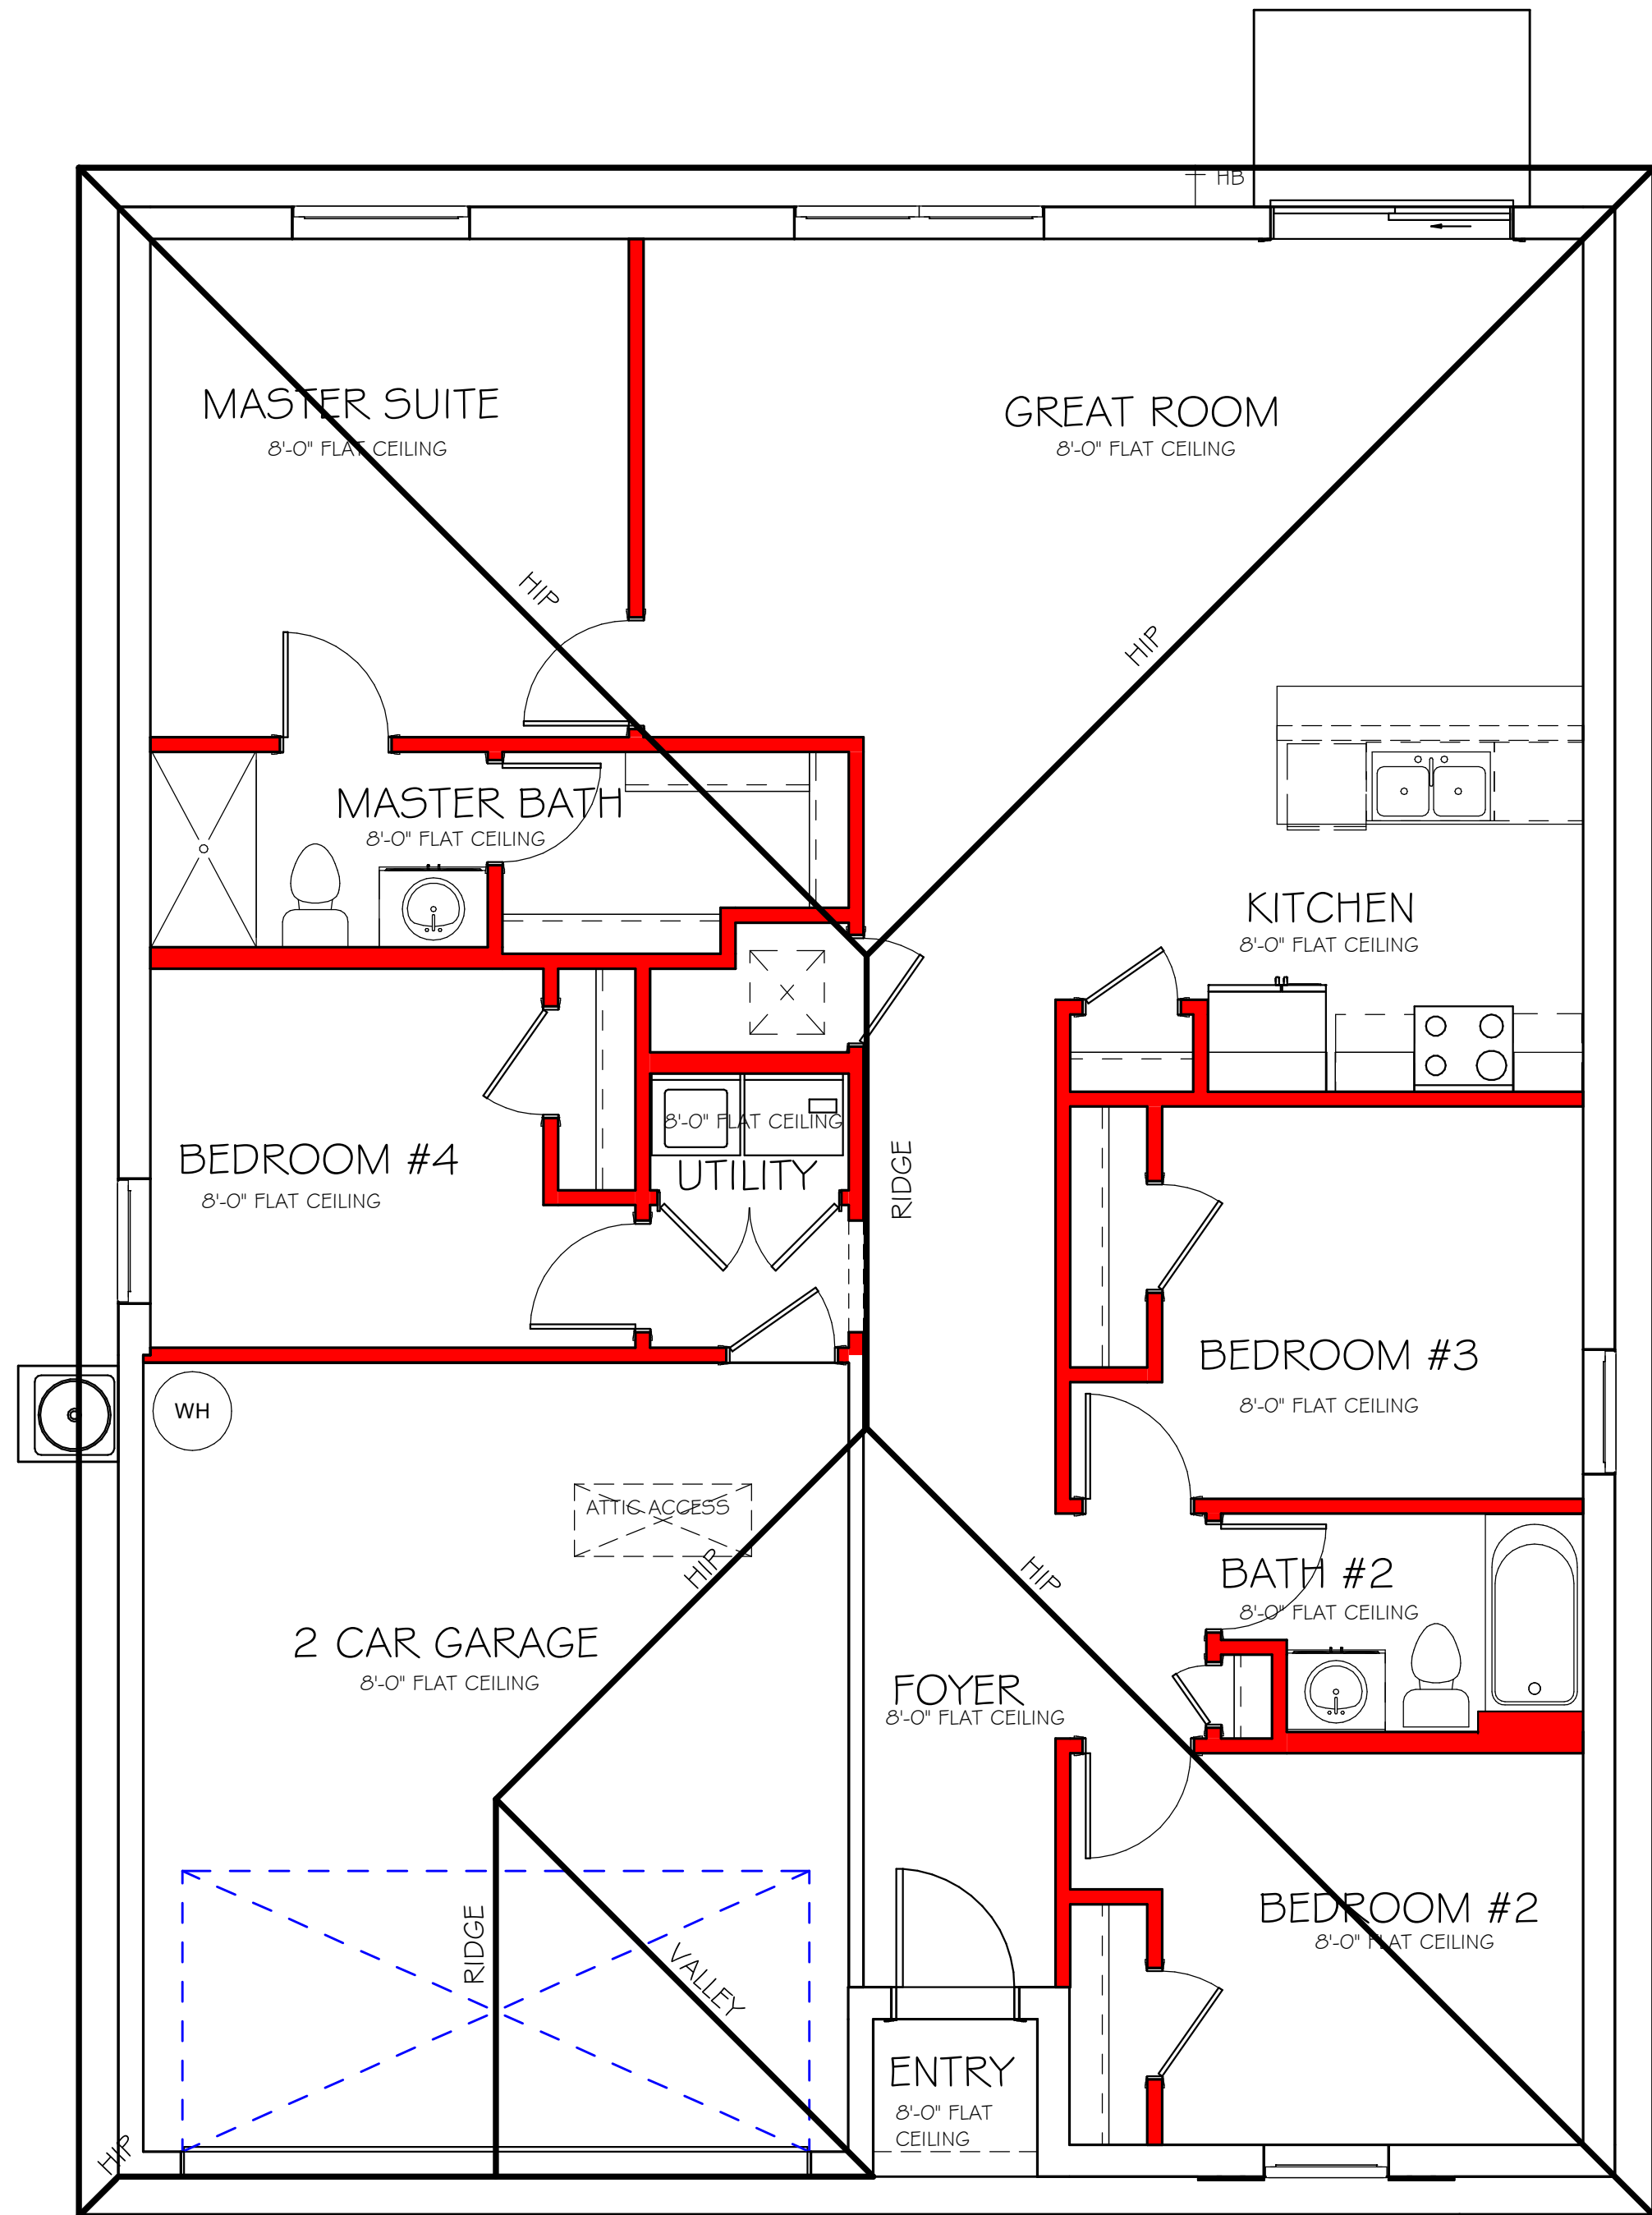 HB
MASTER SUITE
8'-0" FLAT CEILING
GREAT ROOM
8'-0" FLAT CEILING
HIP
HIP
MASTER BATH
8'-0" FLAT CEILING
KITCHEN
8'-0" FLAT CEILING
8'-0" FLAT CEILING
UTILITY
BEDROOM #4
8'-0" FLAT CEILING
RIDGE
BEDROOM #3
8'-0" FLAT CEILING
WH
ATTIC ACCESS
HIP
HIP
BATH #2
8'-0" FLAT CEILING
2 CAR GARAGE
8'-0" FLAT CEILING
FOYER
8'-0" FLAT CEILING
BEDROOM #2
8'-0" FLAT CEILING
RIDGE
VALLEY
ENTRY
8'-0" FLAT
CEILING
HIP